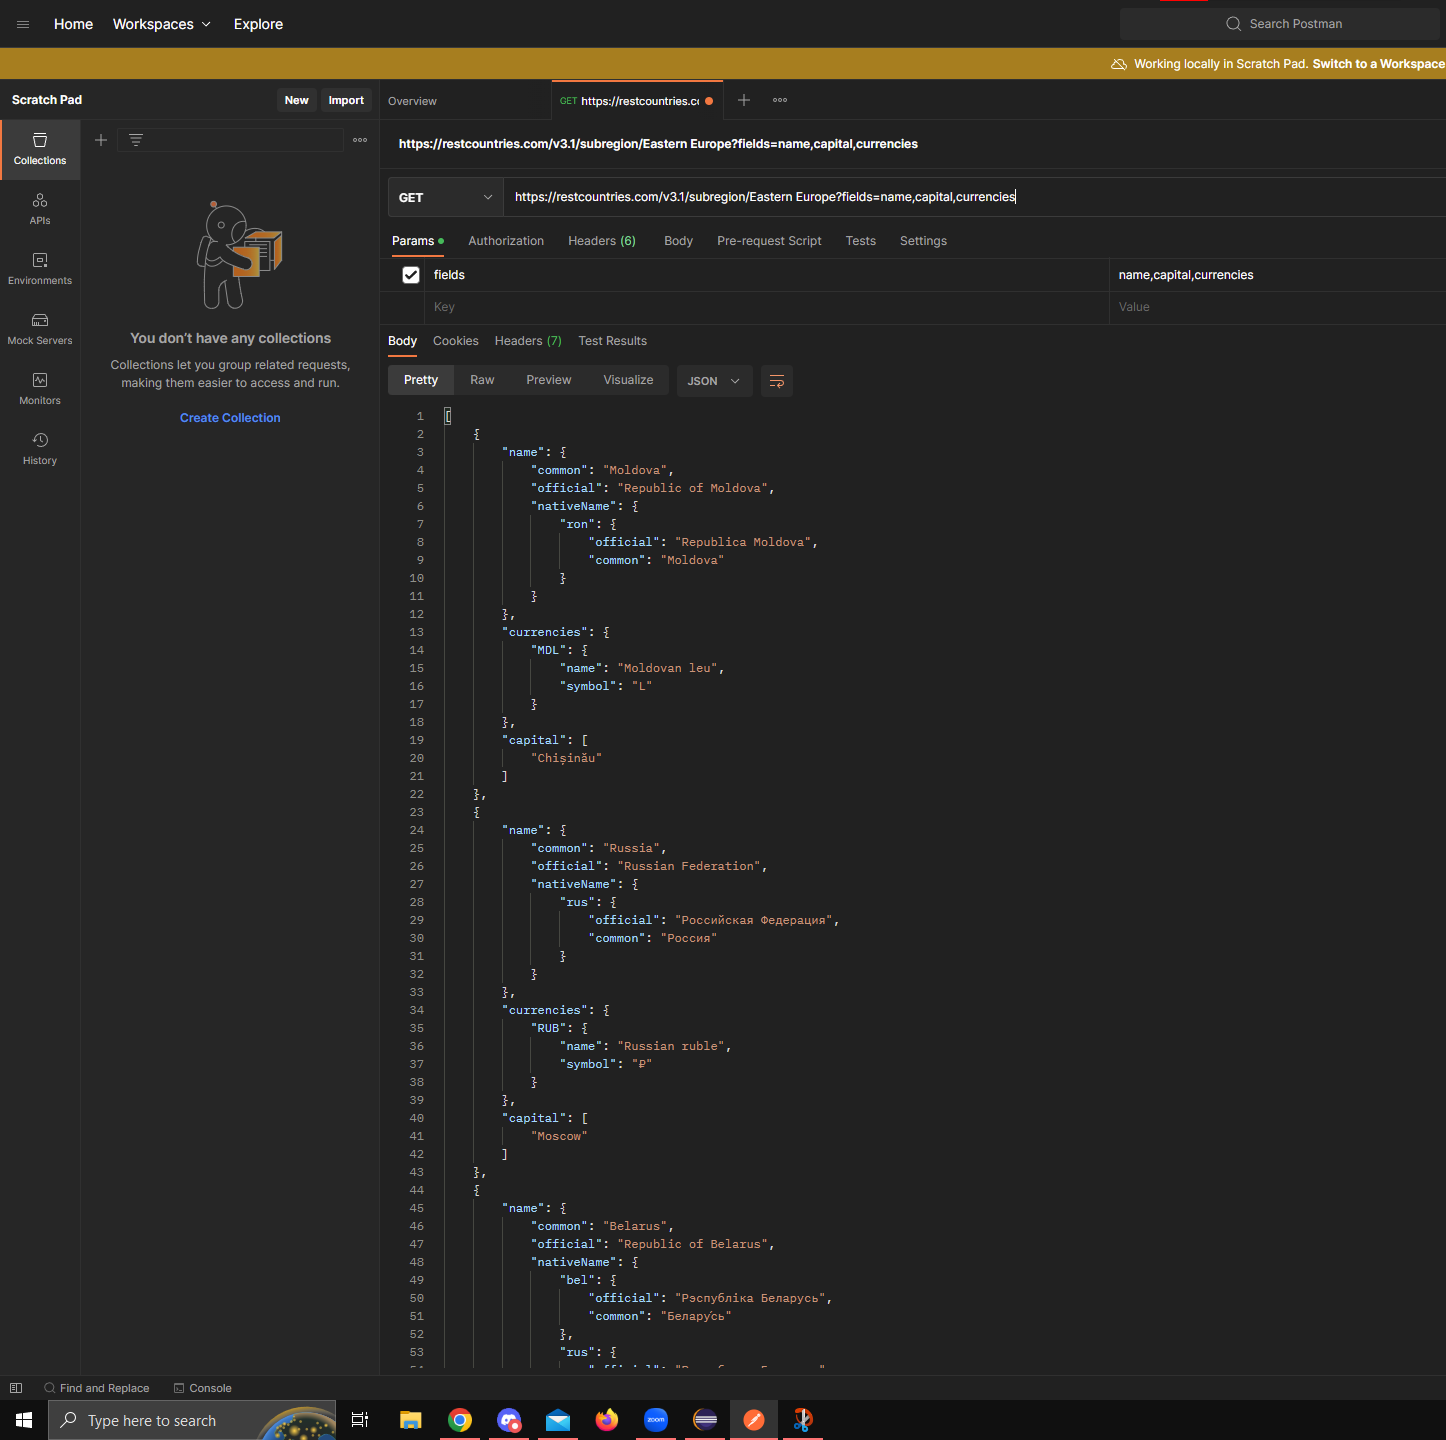 Home Workspaces Explore Search Postman
Working locally in Scratch Pad. Switch to a Workspace
Scratch Pad New Import Overview GET https://restcountries.cc
Collections
APIs
Environments
Mock Servers
Monitors
History
You don’t have any collections
Collections let you group related requests,
making them easier to access and run.
Create Collection
https://restcountries.com/v3.1/subregion/Eastern Europe?fields=name,capital,currencies
GET https://restcountries.com/v3.1/subregion/Eastern Europe?fields=name,capital,currencies
Params Authorization Headers (6) Body Pre-request Script Tests Settings
fields name,capital,currencies
Key Value
Body Cookies Headers (7) Test Results
Pretty Raw Preview Visualize JSON
1 [
2 {
3 "name": {
4 "common": "Moldova",
5 "official": "Republic of Moldova",
6 "nativeName": {
7 "ron": {
8 "official": "Republica Moldova",
9 "common": "Moldova"
10 }
11 }
12 },
13 "currencies": {
14 "MDL": {
15 "name": "Moldovan leu",
16 "symbol": "L"
17 }
18 },
19 "capital": [
20 "Chișinău"
21 ]
22 },
23 {
24 "name": {
25 "common": "Russia",
26 "official": "Russian Federation",
27 "nativeName": {
28 "rus": {
29 "official": "Российская Федерация",
30 "common": "Россия"
31 }
32 }
33 },
34 "currencies": {
35 "RUB": {
36 "name": "Russian ruble",
37 "symbol": "₽"
38 }
39 },
40 "capital": [
41 "Moscow"
42 ]
43 },
44 {
45 "name": {
46 "common": "Belarus",
47 "official": "Republic of Belarus",
48 "nativeName": {
49 "bel": {
50 "official": "Рэспубліка Беларусь",
51 "common": "Белару́сь"
52 },
53 "rus": {
Find and Replace Console
Type here to search
zoom